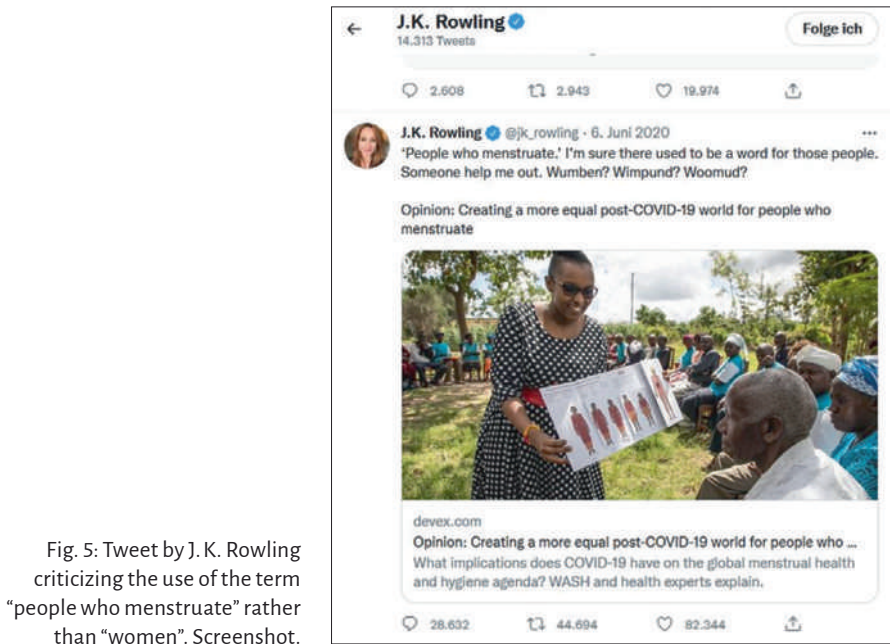 J.K. Rowling
14.313 Tweets
Folge ich
2.608 2.943 19.974
J.K. Rowling @jk_rowling · 6. Juni 2020
‘People who menstruate.’ I’m sure there used to be a word for those people.
Someone help me out. Wumben? Wimpund? Woomud?
Opinion: Creating a more equal post-COVID-19 world for people who
menstruate
devex.com
Opinion: Creating a more equal post-COVID-19 world for people who ...
What implications does COVID-19 have on the global menstrual health
and hygiene agenda? WASH and health experts explain.
28.632 44.694 82.344
Fig. 5: Tweet by J. K. Rowling
criticizing the use of the term
“people who menstruate” rather
than “women”. Screenshot.